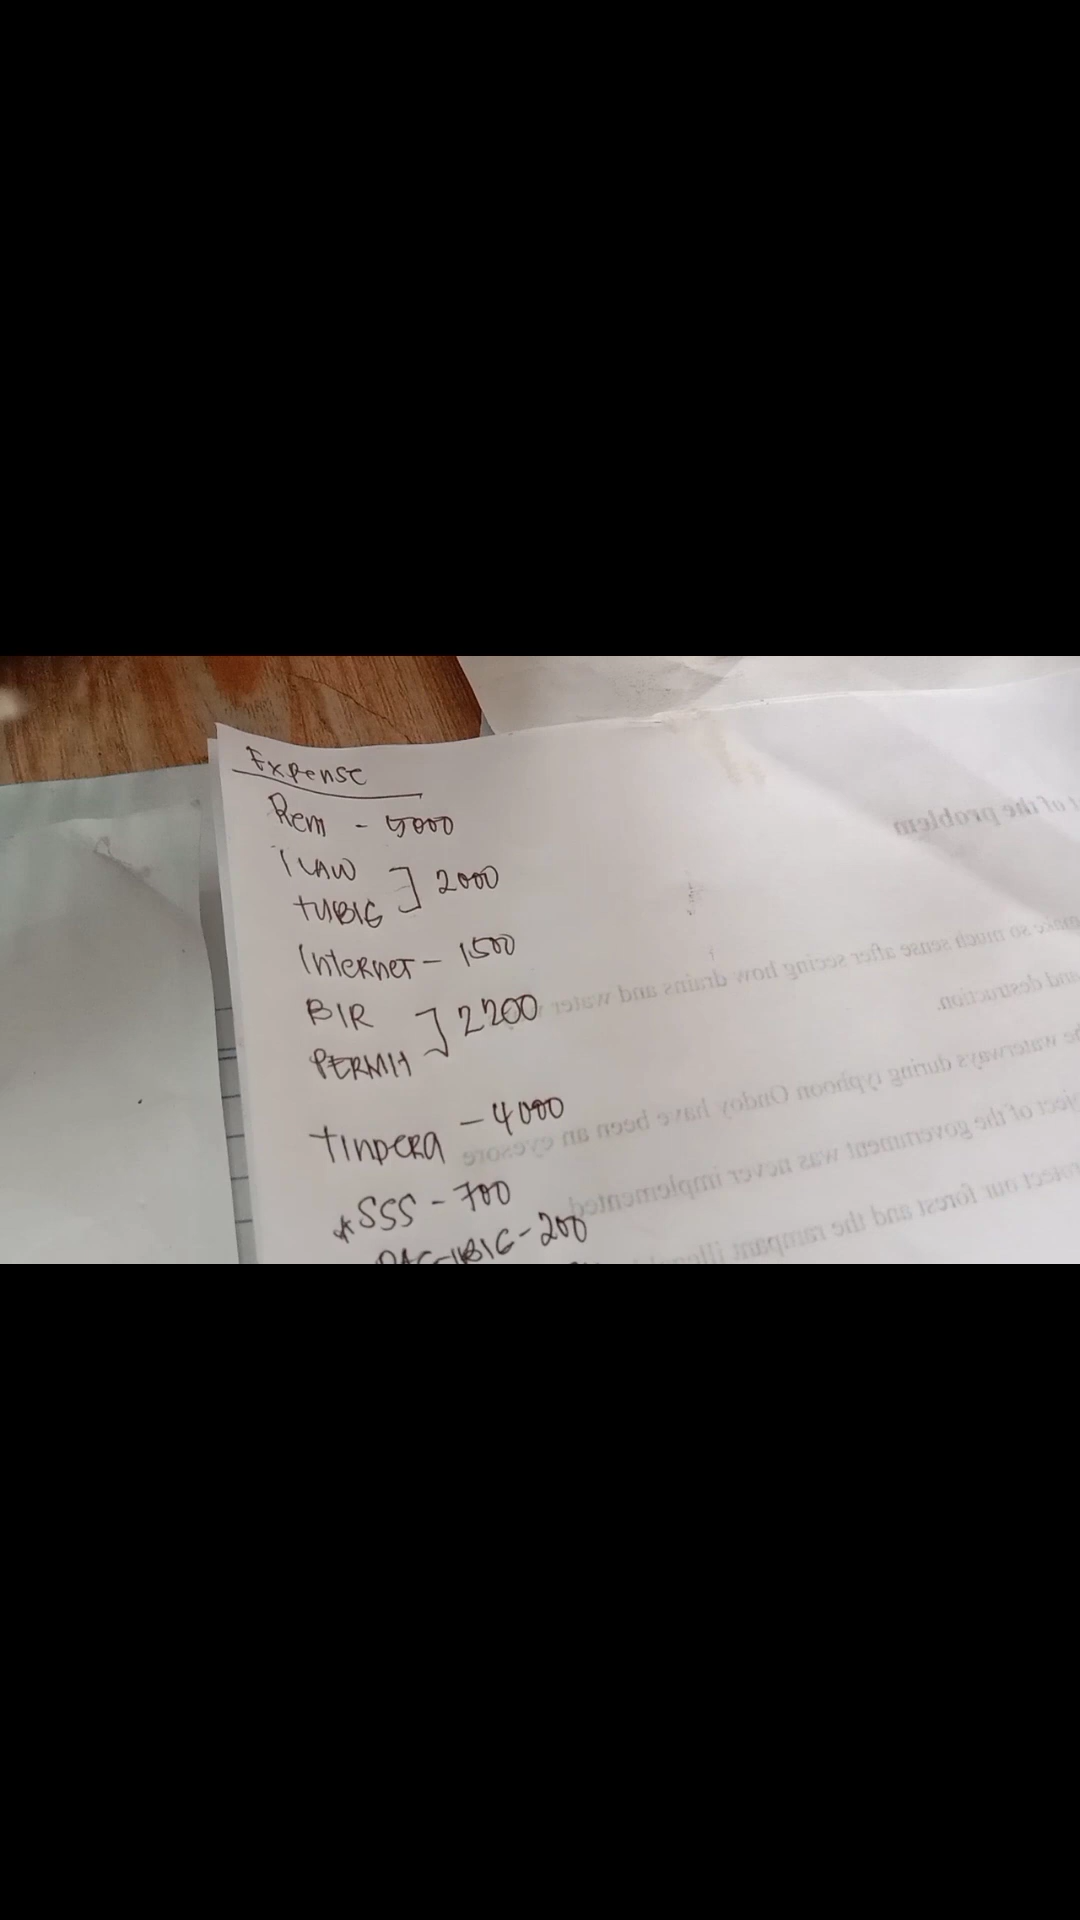 Expense
Rent - 5000
ILAW
TUBIG ] 2000
Internet - 1500
BIR
PERMIT ] 2200
TINDERA - 4000
*SSS - 700
PAG-IBIG - 200
t of the problem
make so much sense after seeing how drains and water
and destruction.
waterways during typhoon Ondoy have been an eyesore
ject of the government was never implemented
rotect our forest and the rampant